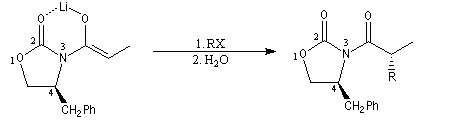 Li
O O
2 3
O N
1
4
CH₂Ph
1. RX
2. H₂O
O O
2 3
O N
1
4 R
CH₂Ph